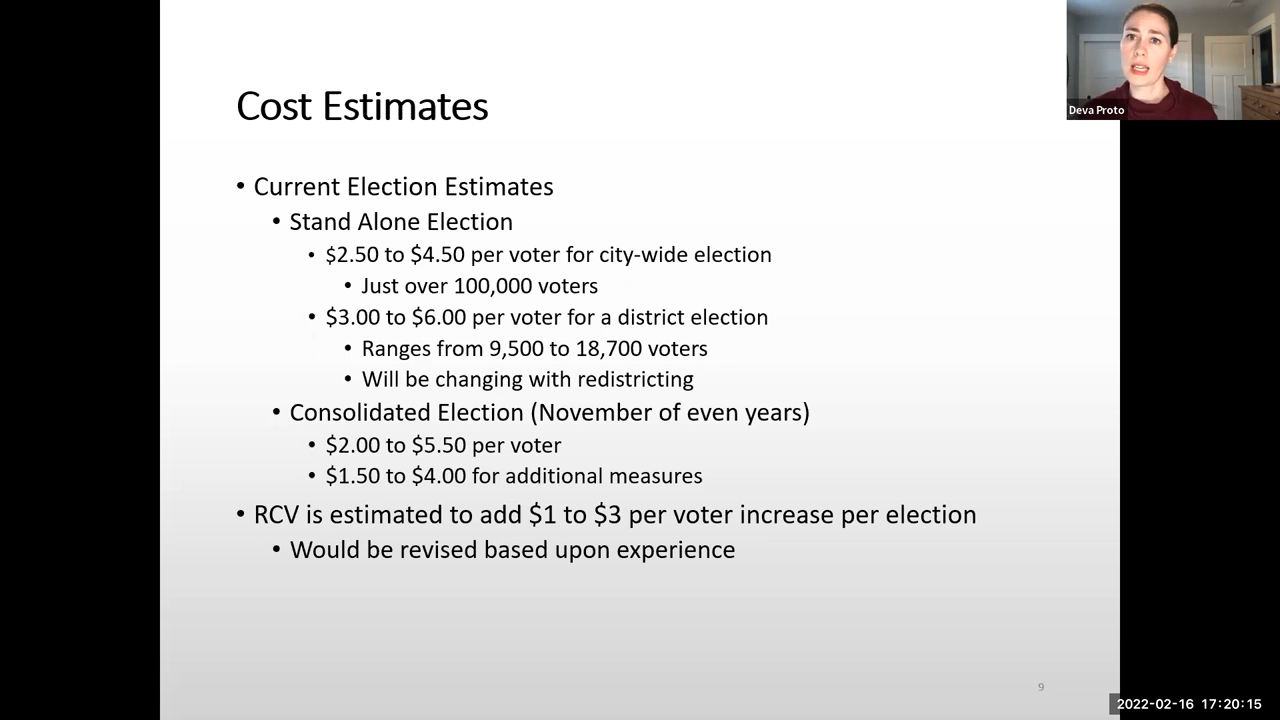 Deva Proto
Cost Estimates
• Current Election Estimates
• Stand Alone Election
• $2.50 to $4.50 per voter for city-wide election
• Just over 100,000 voters
• $3.00 to $6.00 per voter for a district election
• Ranges from 9,500 to 18,700 voters
• Will be changing with redistricting
• Consolidated Election (November of even years)
• $2.00 to $5.50 per voter
• $1.50 to $4.00 for additional measures
• RCV is estimated to add $1 to $3 per voter increase per election
• Would be revised based upon experience
9
2022-02-16 17:20:15